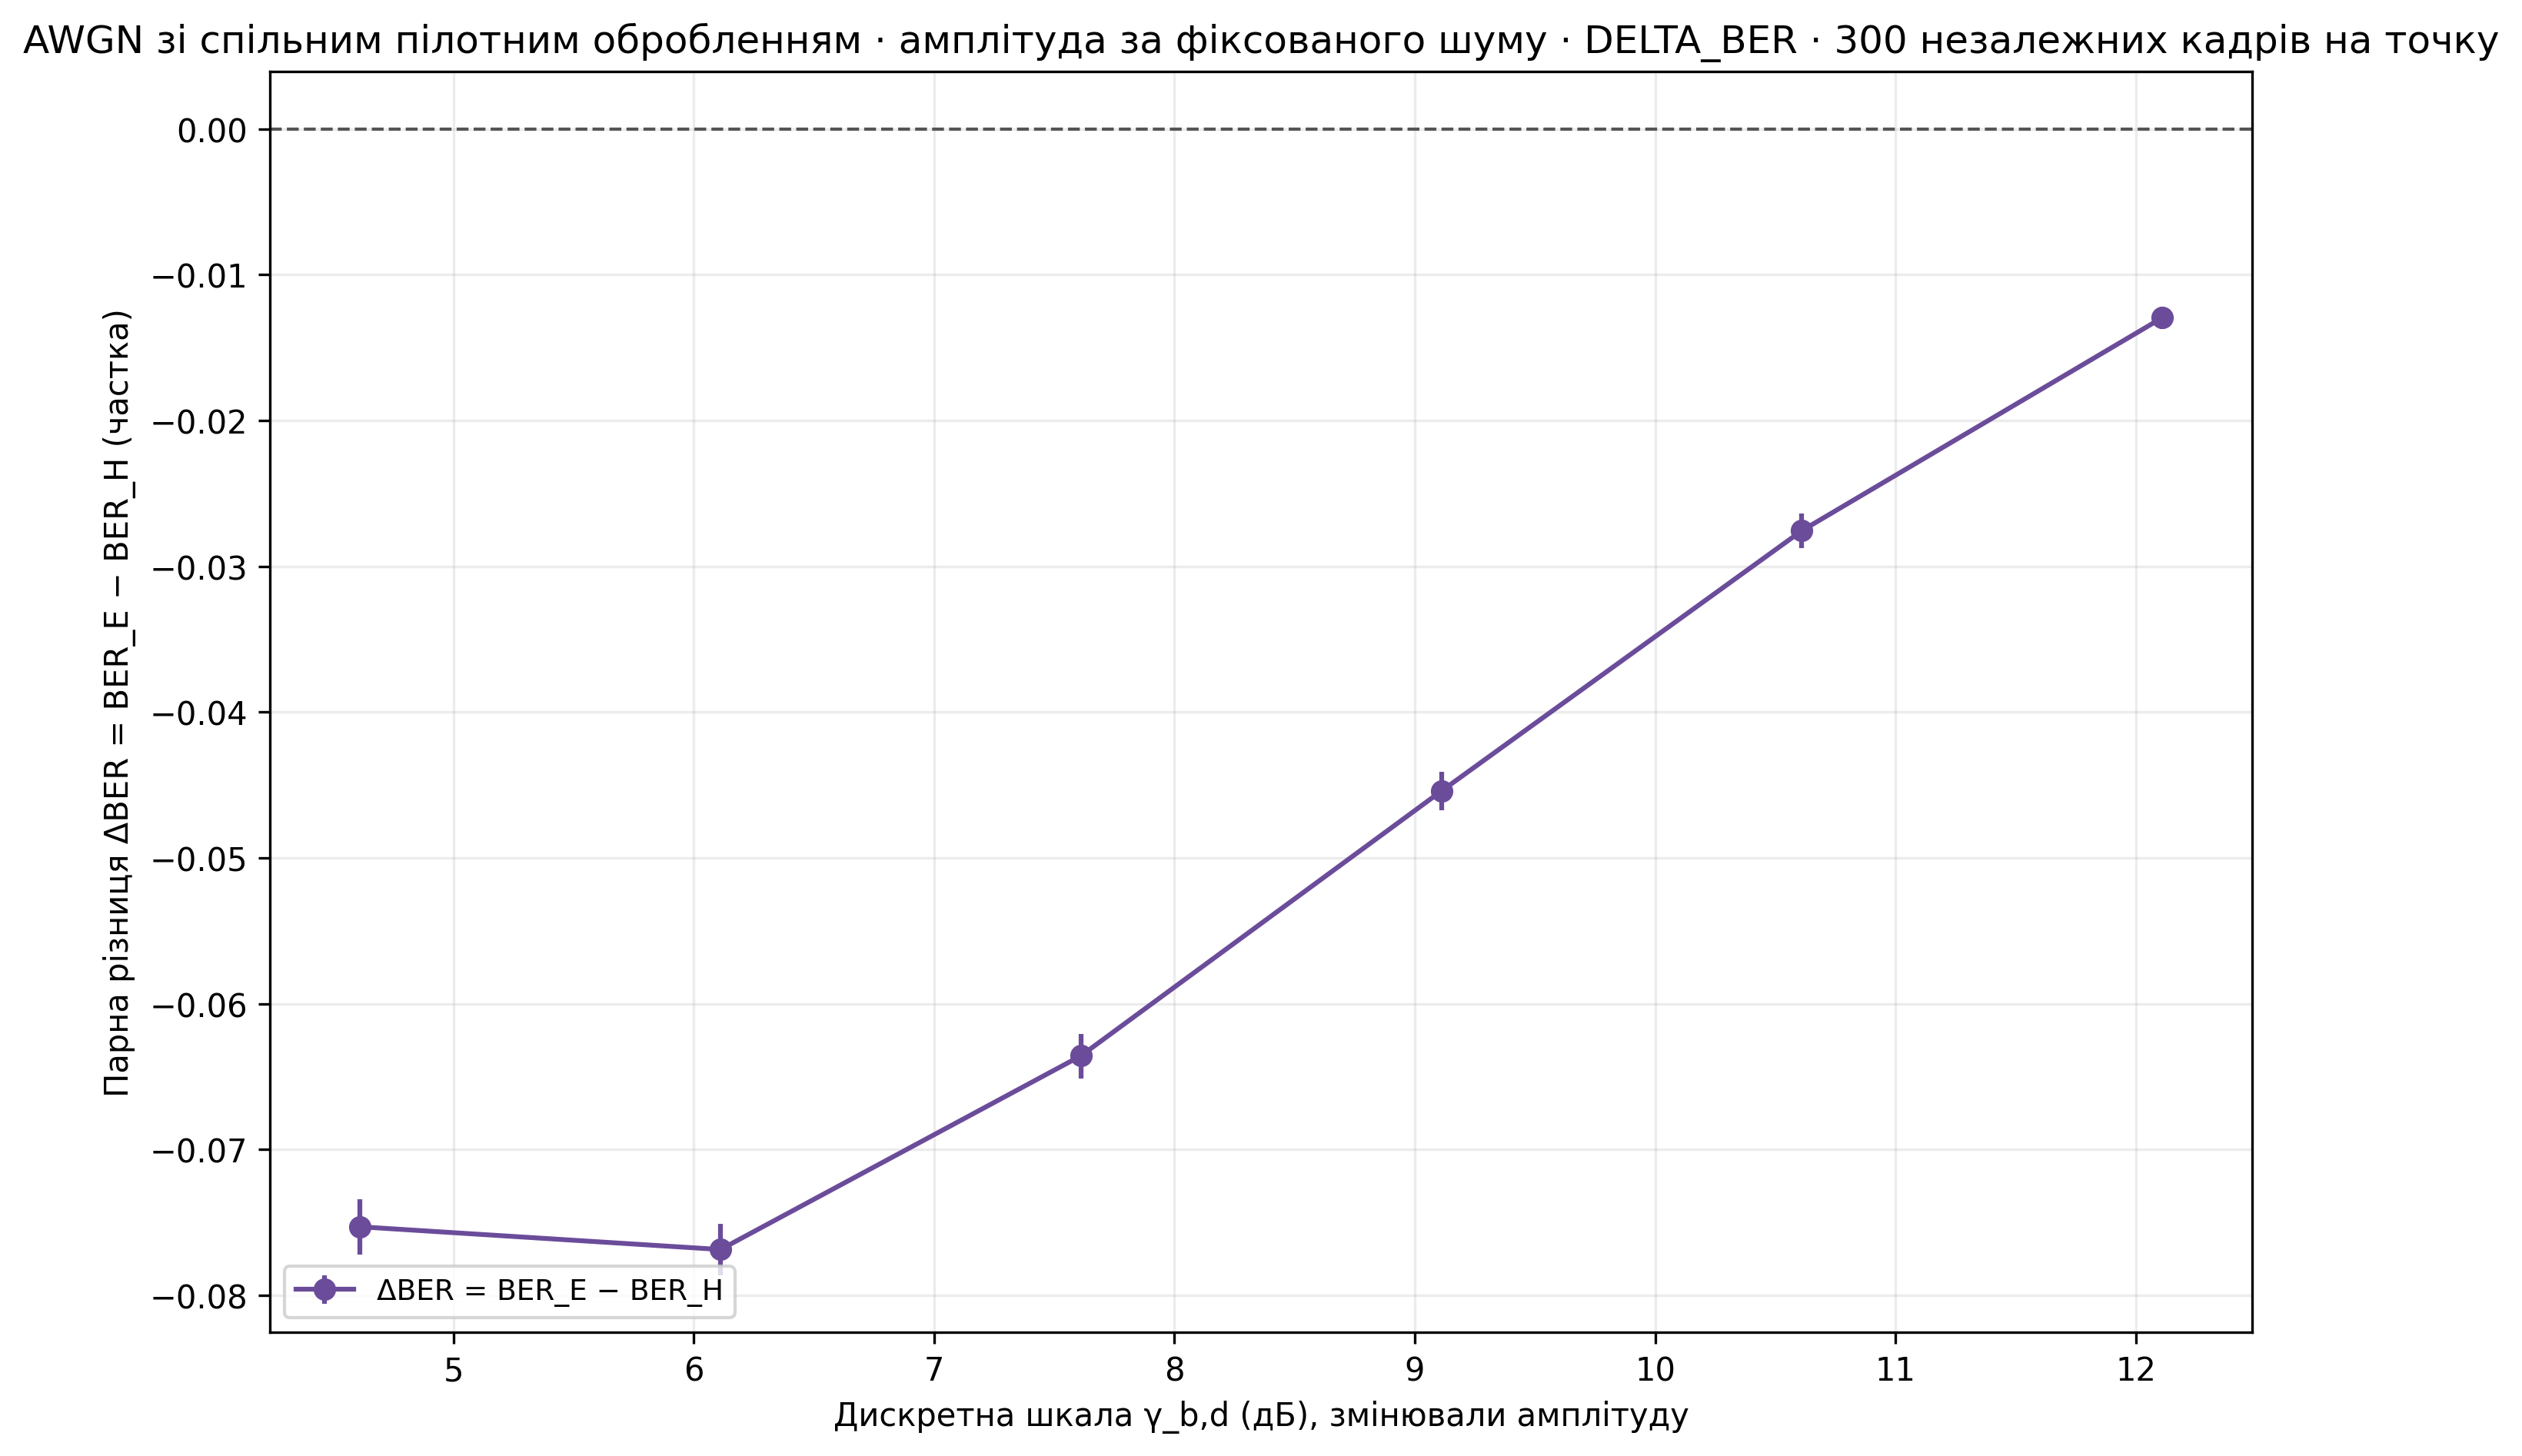 AWGN зі спільним пілотним обробленням · амплітуда за фіксованого шуму · DELTA_BER · 300 незалежних кадрів на точку
Парна різниця ΔBER = BER_E − BER_H (частка)
0.00
−0.01
−0.02
−0.03
−0.04
−0.05
−0.06
−0.07
−0.08
ΔBER = BER_E − BER_H
5 6 7 8 9 10 11 12
Дискретна шкала γ_b,d (дБ), змінювали амплітуду